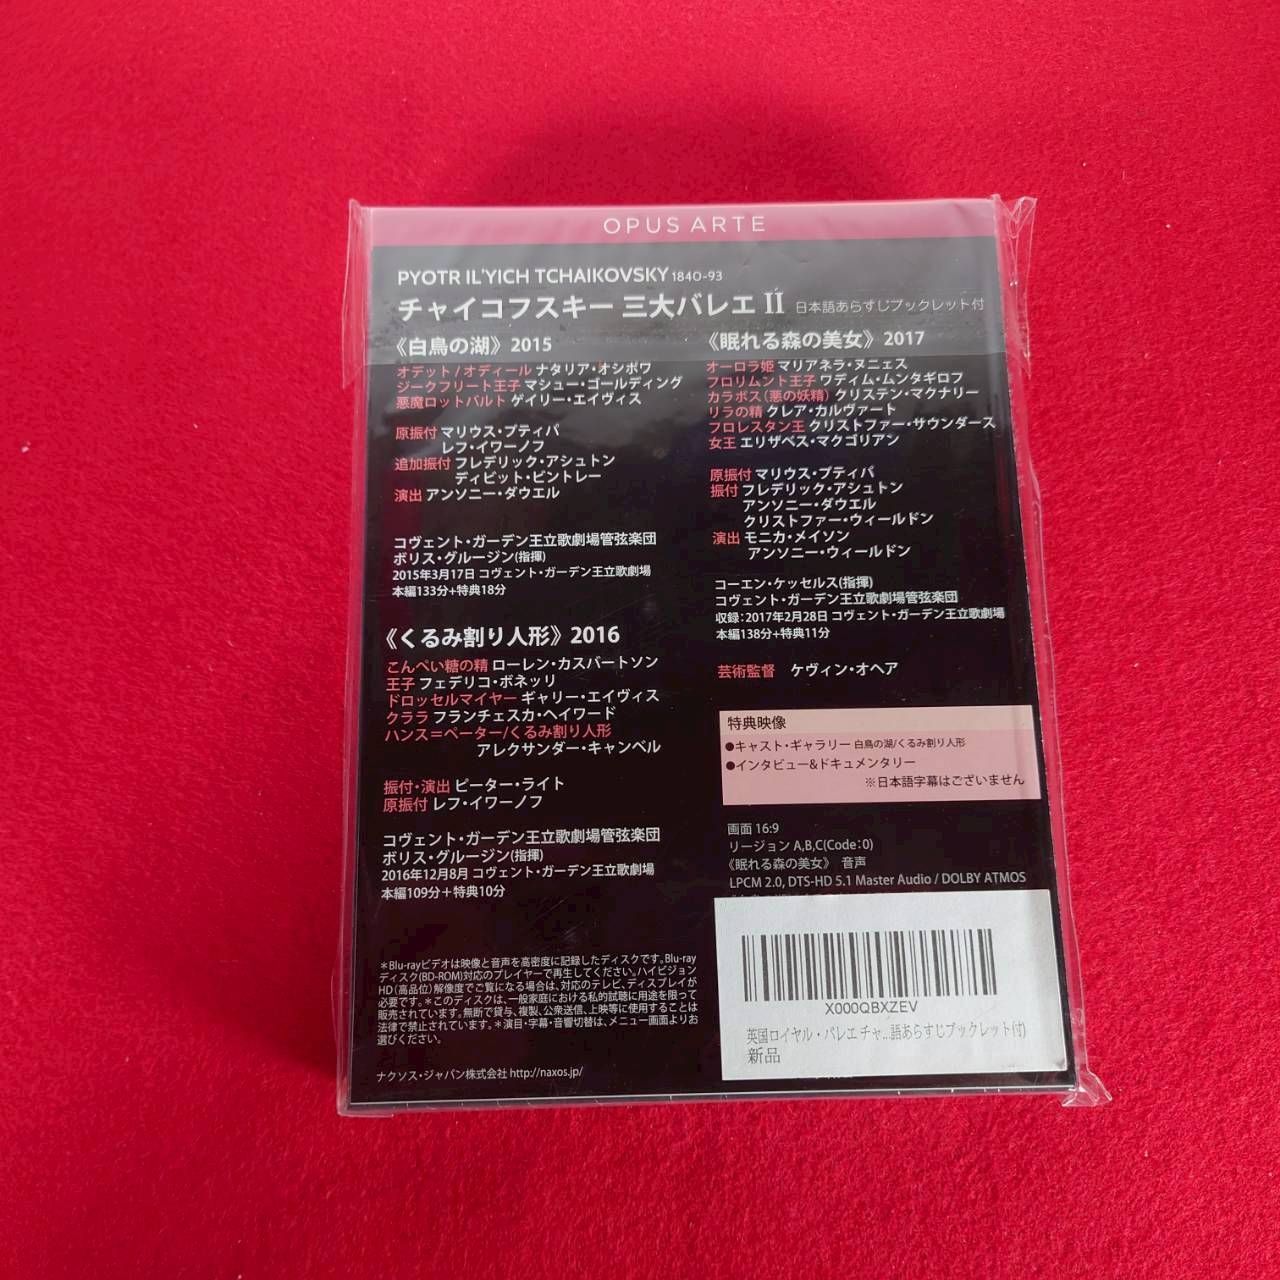 OPUS ARTE
PYOTR IL'YICH TCHAIKOVSKY 1840-93
チャイコフスキー 三大バレエ II 日本語あらすじブックレット付
《白鳥の湖》2015
オデット / オディール ナタリア・オシポワ
ジークフリート王子 マシュー・ゴールディング
悪魔ロットバルト ゲイリー・エイヴィス
原振付 マリウス・プティパ
レフ・イワーノフ
追加振付 フレデリック・アシュトン
ディビット・ビントレー
演出 アンソニー・ダウエル
コヴェント・ガーデン王立歌劇場管弦楽団
ボリス・グルージン(指揮)
2015年3月17日 コヴェント・ガーデン王立歌劇場
本編133分+特典18分
《くるみ割り人形》2016
こんぺい糖の精 ローレン・カスバートソン
王子 フェデリコ・ボネッリ
ドロッセルマイヤー ギャリー・エイヴィス
クララ フランチェスカ・ヘイワード
ハンス=ペーター/くるみ割り人形
アレクサンダー・キャンベル
振付・演出 ピーター・ライト
原振付 レフ・イワーノフ
コヴェント・ガーデン王立歌劇場管弦楽団
ボリス・グルージン(指揮)
2016年12月8月 コヴェント・ガーデン王立歌劇場
本編109分+特典10分
*Blu-rayビデオは映像と音声を高密度に記録したディスクです。Blu-ray
ディスク(BD-ROM)対応のプレイヤーで再生してください。ハイビジョン
HD(高品位)解像度でご覧になる場合は、対応のテレビ、ディスプレイが
必要です。*このディスクは、一般家庭における私的試聴に用途を限って
販売されています。無断で貸与、複製、公衆送信、上映等に使用することは
法律で禁止されています。*演目・字幕・音響切替は、メニュー画面よりお
選びください。
ナクソス・ジャパン株式会社 http://naxos.jp/
《眠れる森の美女》2017
オーロラ姫 マリアネラ・ヌニェス
フロリムント王子 ワディム・ムンタギロフ
カラボス(悪の妖精) クリステン・マクナリー
リラの精 クレア・カルヴァート
フロレスタン王 クリストファー・サウンダース
女王 エリザベス・マクゴリアン
原振付 マリウス・プティパ
振付 フレデリック・アシュトン
アンソニー・ダウエル
クリストファー・ウィールドン
演出 モニカ・メイソン
アンソニー・ウィールドン
コーエン・ケッセルス(指揮)
コヴェント・ガーデン王立歌劇場管弦楽団
収録:2017年2月28日 コヴェント・ガーデン王立歌劇場
本編138分+特典11分
芸術監督 ケヴィン・オヘア
特典映像
●キャスト・ギャラリー 白鳥の湖/くるみ割り人形
●インタビュー&ドキュメンタリー
※日本語字幕はございません
画面 16:9
リージョン A,B,C(Code:0)
《眠れる森の美女》 音声
LPCM 2.0, DTS-HD 5.1 Master Audio / DOLBY ATMOS
X000QBXZEV
英国ロイヤル・バレエ チャ...語あらすじブックレット付)
新品